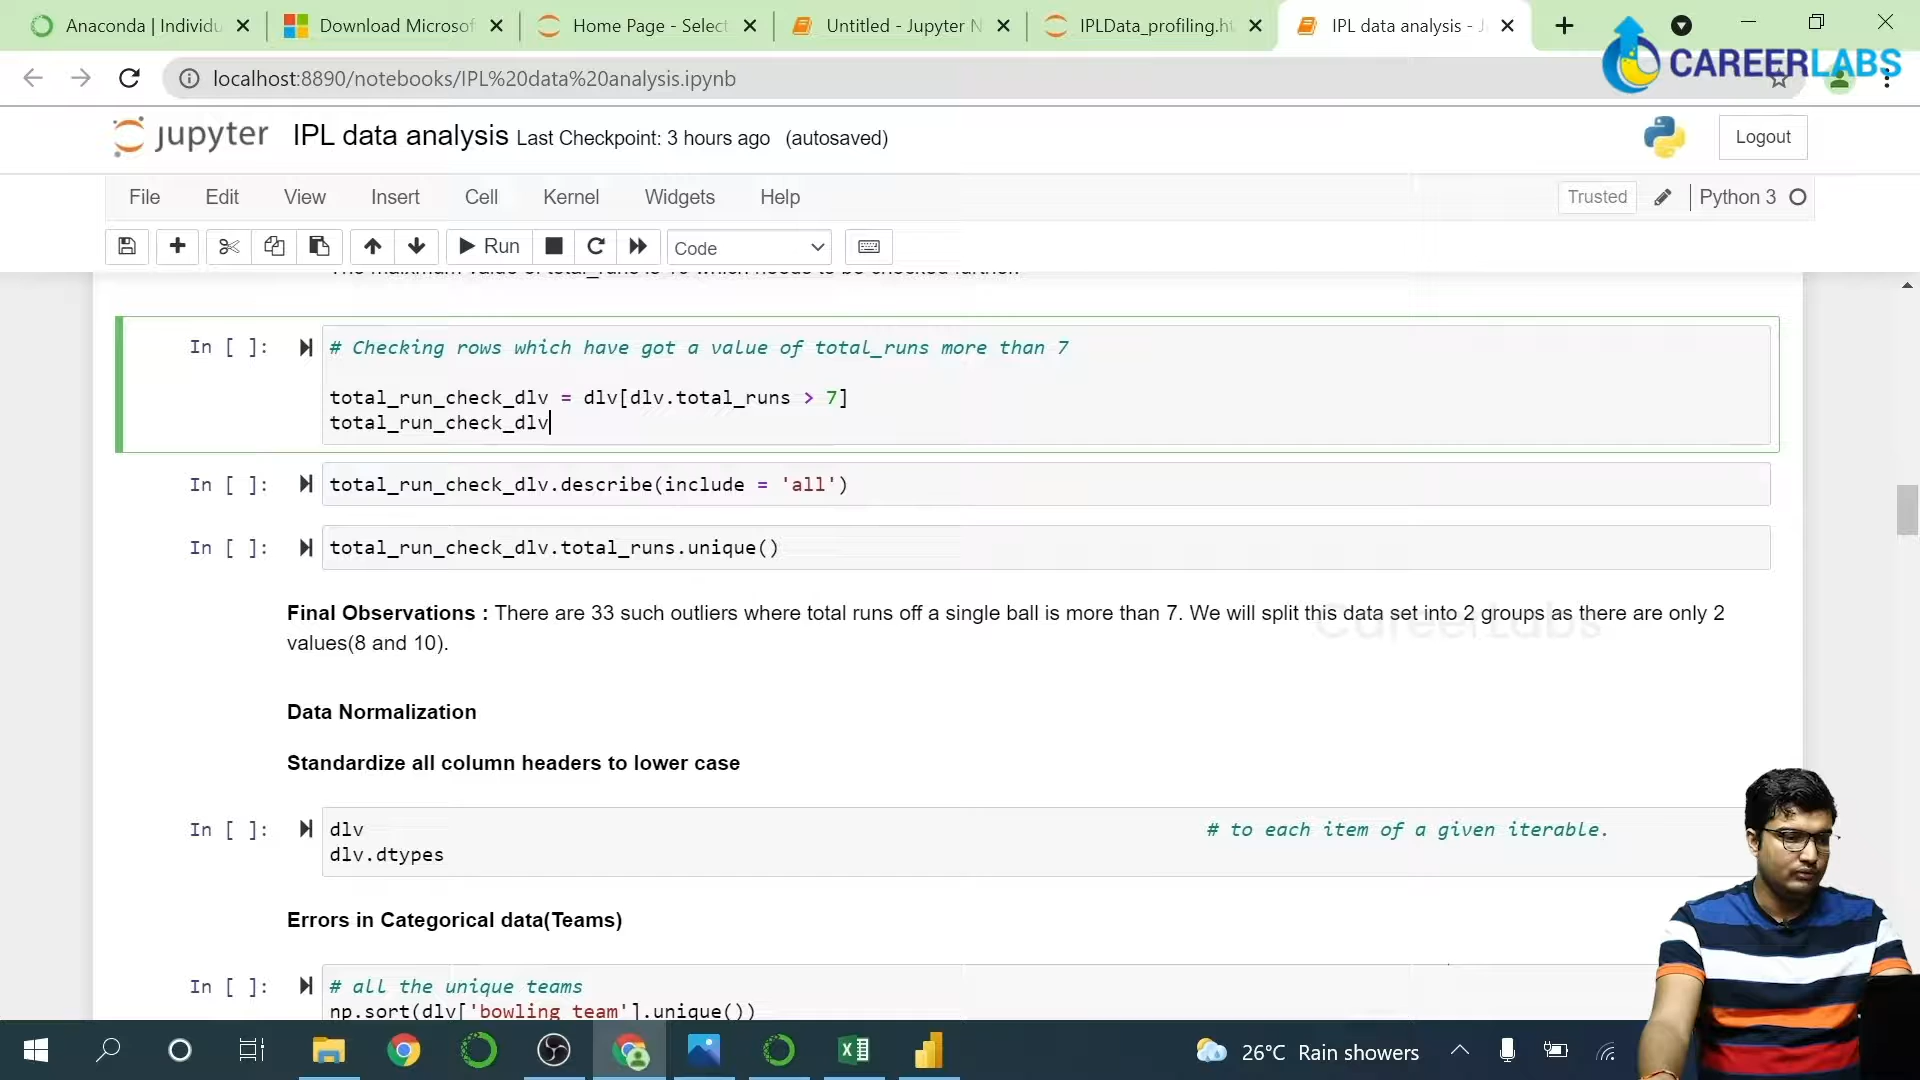 Anaconda | Individu
Download Microsof
Home Page - Select
Untitled - Jupyter N
IPLData_profiling.ht
IPL data analysis - J
localhost:8890/notebooks/IPL%20data%20analysis.ipynb
CAREERLABS
jupyter IPL data analysis Last Checkpoint: 3 hours ago (autosaved)
Logout
File Edit View Insert Cell Kernel Widgets Help
Trusted
Python 3
Run
Code
In [ ]:
# Checking rows which have got a value of total_runs more than 7
total_run_check_dlv = dlv[dlv.total_runs > 7]
total_run_check_dlv
In [ ]:
total_run_check_dlv.describe(include = 'all')
In [ ]:
total_run_check_dlv.total_runs.unique()
Final Observations : There are 33 such outliers where total runs off a single ball is more than 7. We will split this data set into 2 groups as there are only 2
values(8 and 10).
CareerLabs
Data Normalization
Standardize all column headers to lower case
In [ ]:
dlv # to each item of a given iterable.
dlv.dtypes
Errors in Categorical data(Teams)
In [ ]:
# all the unique teams
np.sort(dlv['bowling_team'].unique())
26°C Rain showers